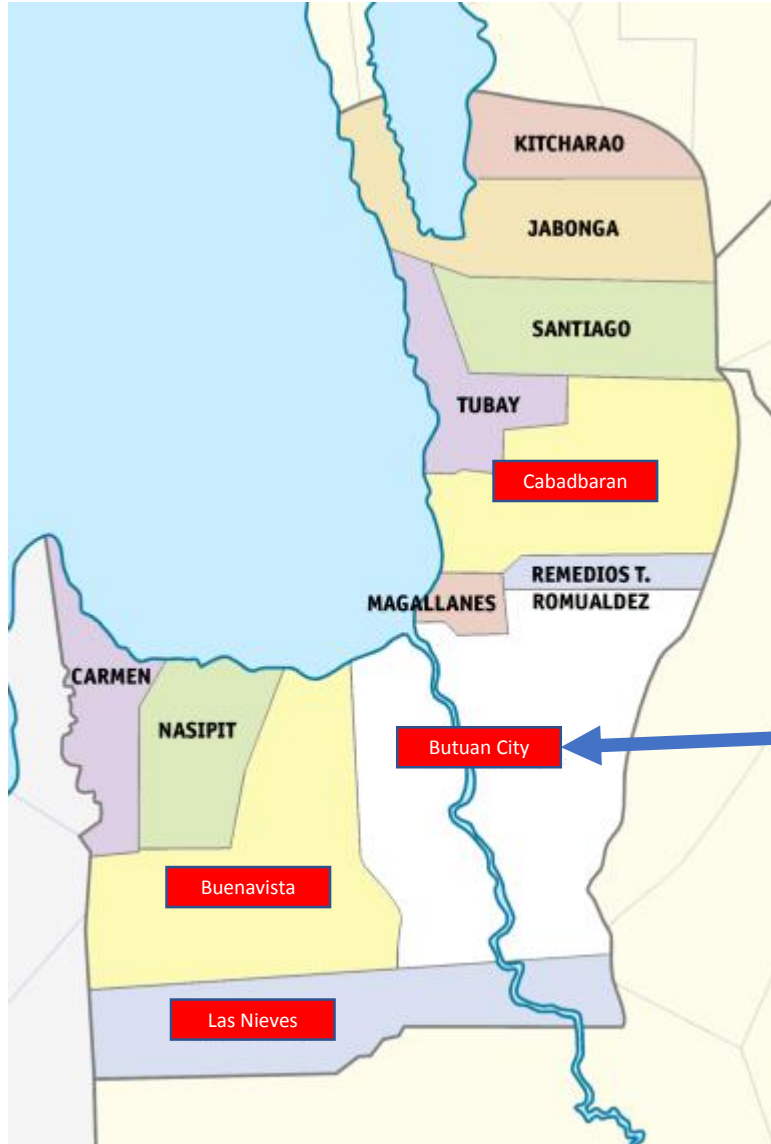 KITCHARAO
JABONGA
SANTIAGO
TUBAY
Cabadbaran
REMEDIOS T.
ROMUALDEZ
MAGALLANES
CARMEN
NASIPIT
Butuan City
Buenavista
Las Nieves